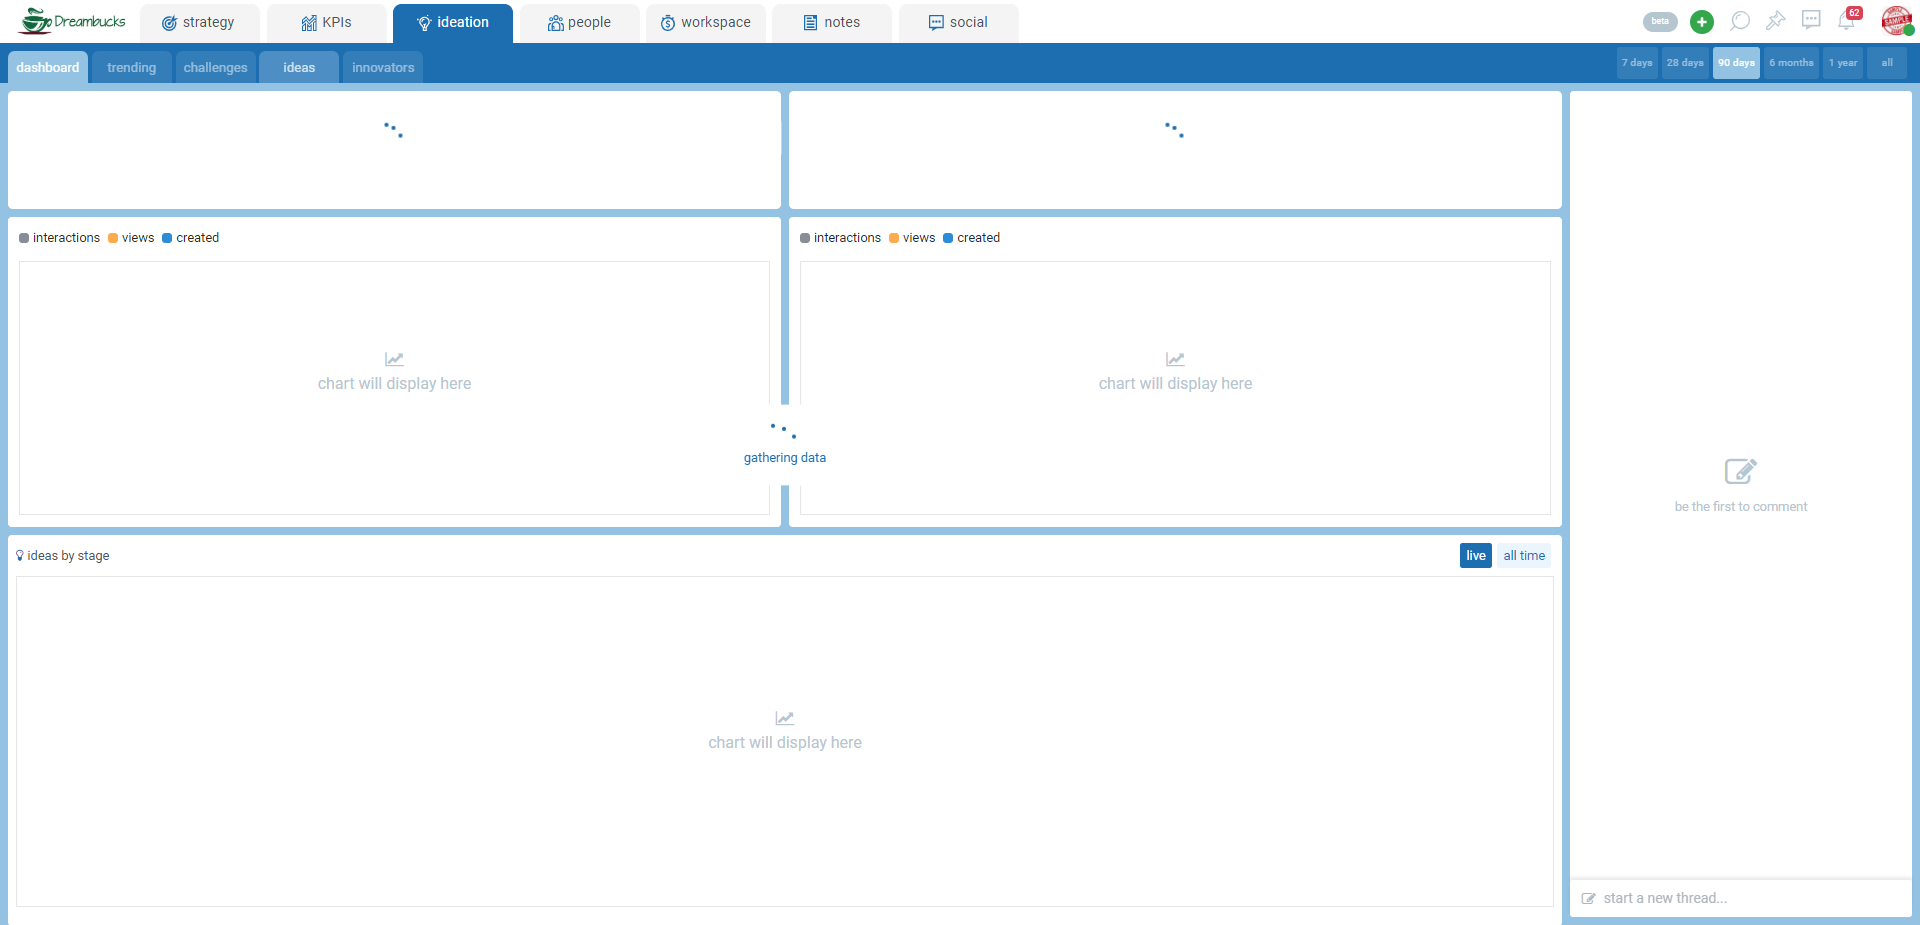 Dreambucks
strategy
KPIs
ideation
people
workspace
notes
social
beta
62
SAMPLE
dashboard
trending
challenges
ideas
innovators
7 days
28 days
90 days
6 months
1 year
all
interactions views created
interactions views created
chart will display here
chart will display here
gathering data
be the first to comment
ideas by stage
live
all time
chart will display here
start a new thread...